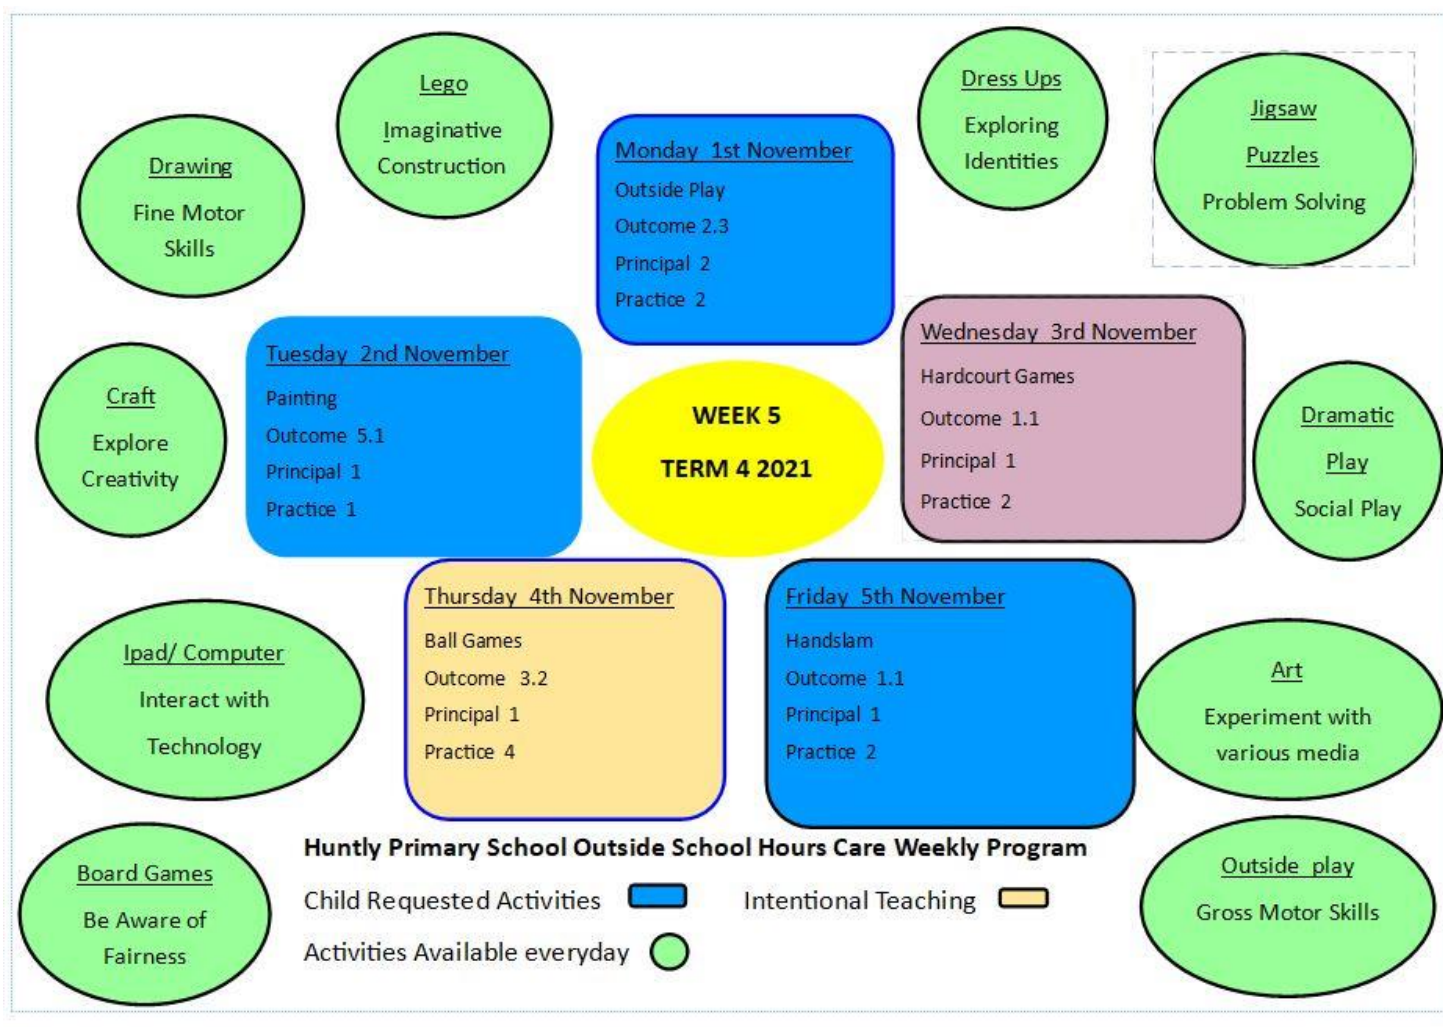 Lego
Imaginative
Construction
Dress Ups
Exploring
Identities
Jigsaw
Puzzles
Problem Solving
Drawing
Fine Motor
Skills
Monday 1st November
Outside Play
Outcome 2.3
Principal 2
Practice 2
Tuesday 2nd November
Painting
Outcome 5.1
Principal 1
Practice 1
WEEK 5
TERM 4 2021
Wednesday 3rd November
Hardcourt Games
Outcome 1.1
Principal 1
Practice 2
Craft
Explore
Creativity
Dramatic
Play
Social Play
Thursday 4th November
Ball Games
Outcome 3.2
Principal 1
Practice 4
Friday 5th November
Handslam
Outcome 1.1
Principal 1
Practice 2
Ipad/ Computer
Interact with
Technology
Art
Experiment with
various media
Board Games
Be Aware of
Fairness
Outside play
Gross Motor Skills
Huntly Primary School Outside School Hours Care Weekly Program
Child Requested Activities
Intentional Teaching
Activities Available everyday